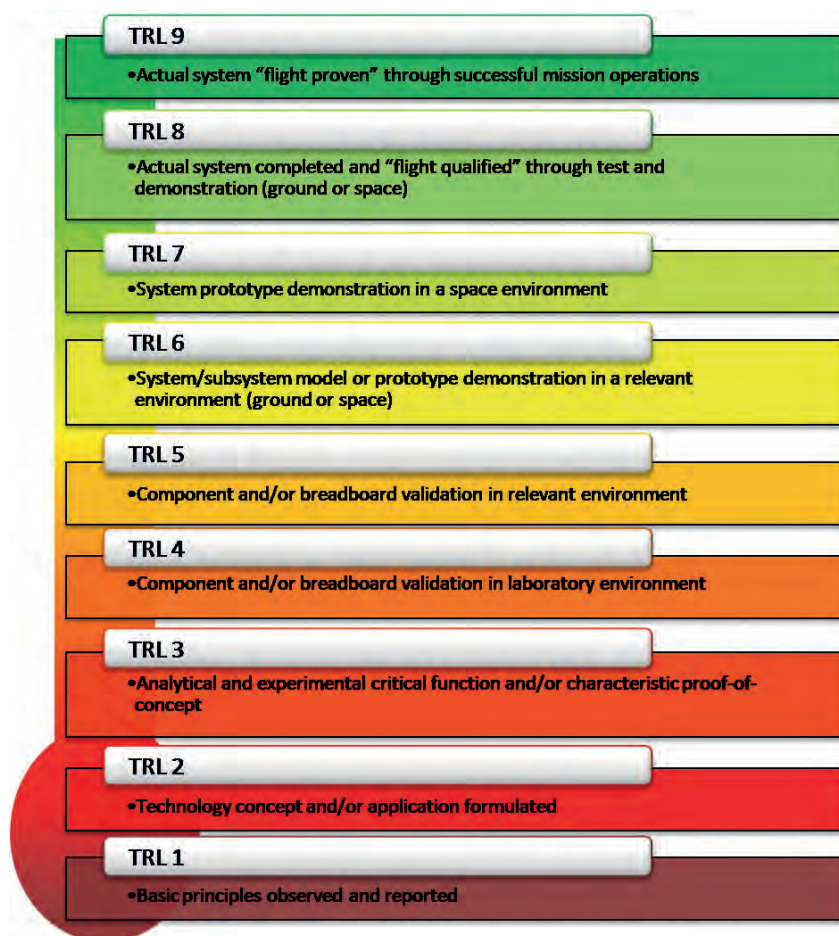 TRL 9
•Actual system “flight proven” through successful mission operations
TRL 8
•Actual system completed and “flight qualified” through test and
demonstration (ground or space)
TRL 7
•System prototype demonstration in a space environment
TRL 6
•System/subsystem model or prototype demonstration in a relevant
environment (ground or space)
TRL 5
•Component and/or breadboard validation in relevant environment
TRL 4
•Component and/or breadboard validation in laboratory environment
TRL 3
•Analytical and experimental critical function and/or characteristic proof-of-
concept
TRL 2
•Technology concept and/or application formulated
TRL 1
•Basic principles observed and reported